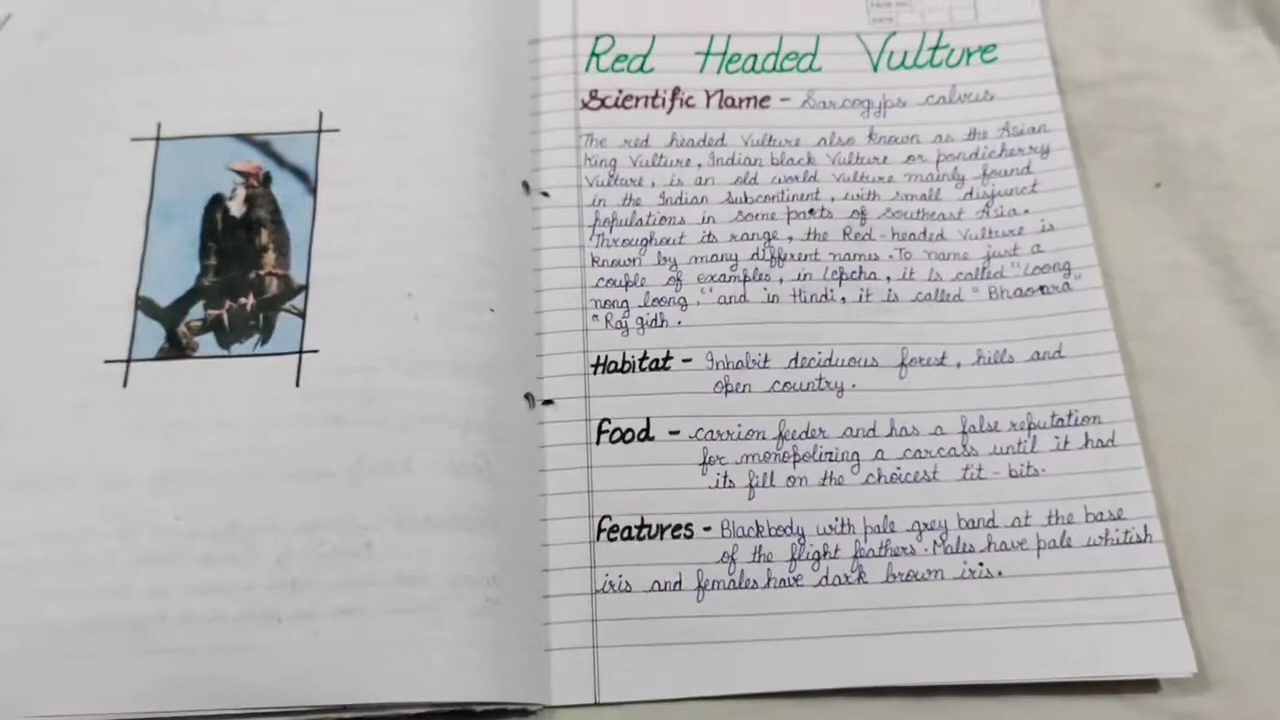 Red Headed Vulture
Scientific Name - Sarcogyps calvus
The red headed Vulture also known as the Asian
King Vulture, Indian black Vulture or pondicherry
Vulture, is an old world Vulture mainly found
in the Indian Subcontinent, with small disjunct
populations in some parts of Southeast Asia.
Throughout its range, the Red-headed Vulture is
known by many different names. To name just a
couple of examples, in lepcha, it is called "Loong
nong loong," and in Hindi, it is called "
"Raj gidh.
Habitat - Inhabit deciduous forest, hills and
open country.
Food - carrion feeder and has a false reputation
for monopolizing a carcass until it had
its fill on the choicest tit-bits.
Features - Blackbody with pale grey band at the base
of the flight feathers. Males have pale whitish
iris and females have dark brown iris.